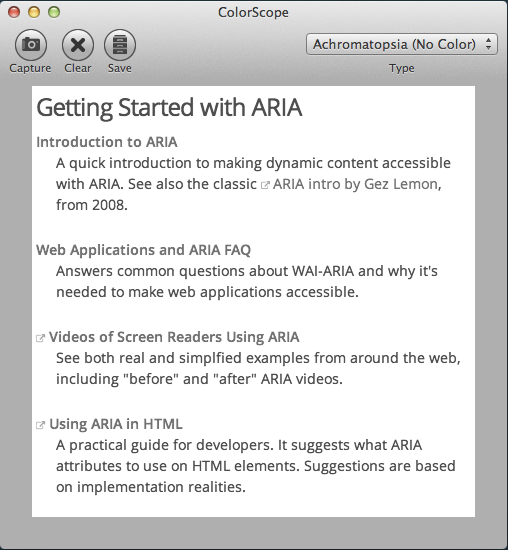 ColorScope
Capture
Clear
Save
Achromatopsia (No Color)
Type
Getting Started with ARIA
Introduction to ARIA
A quick introduction to making dynamic content accessible
with ARIA. See also the classic ARIA intro by Gez Lemon,
from 2008.
Web Applications and ARIA FAQ
Answers common questions about WAI-ARIA and why it's
needed to make web applications accessible.
Videos of Screen Readers Using ARIA
See both real and simplfied examples from around the web,
including "before" and "after" ARIA videos.
Using ARIA in HTML
A practical guide for developers. It suggests what ARIA
attributes to use on HTML elements. Suggestions are based
on implementation realities.